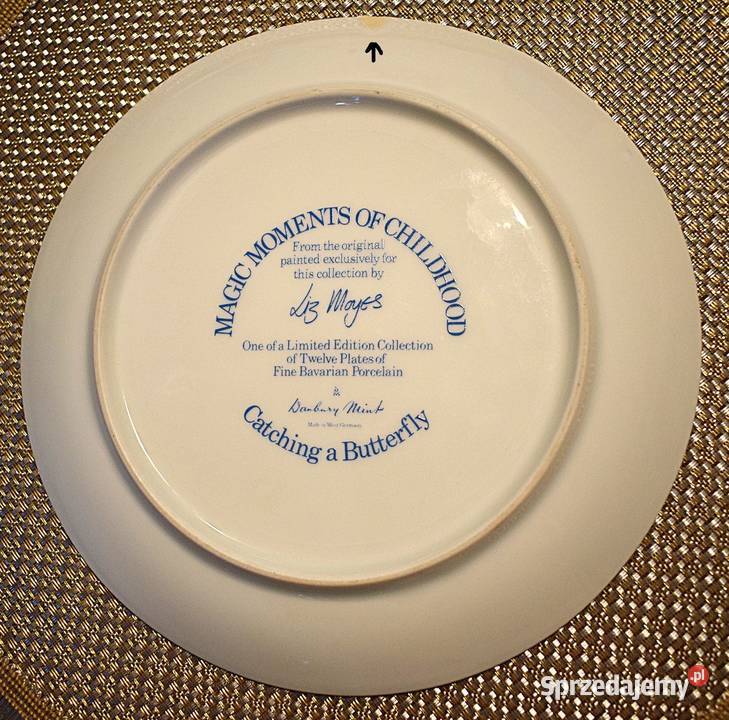 MAGIC MOMENTS OF CHILDHOOD
From the original
painted exclusively for
this collection by
Liz Moyes
One of a Limited Edition Collection
of Twelve Plates of
Fine Bavarian Porcelain
Danbury Mint
Made in West Germany
Catching a Butterfly
Sprzedajemy.pl